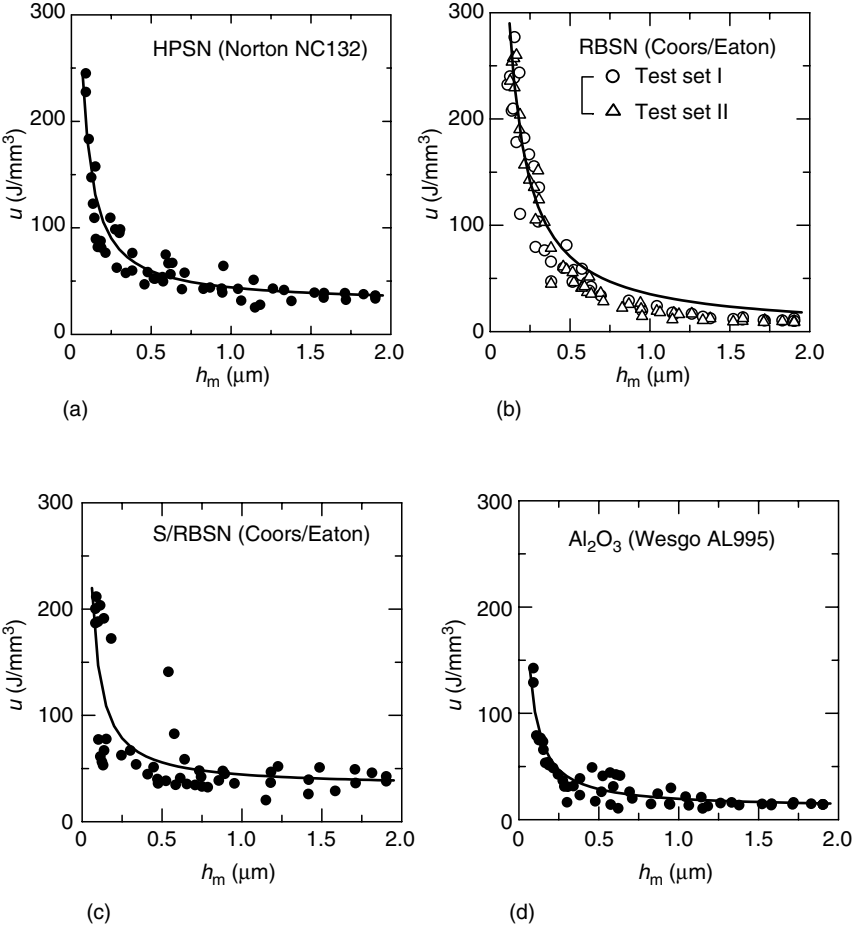 300
200
100
0
u (J/mm³)
HPSN (Norton NC132)
0 0.5 1.0 1.5 2.0
hₘ (μm)
(a)
300
200
100
0
u (J/mm³)
RBSN (Coors/Eaton)
Test set I
Test set II
0 0.5 1.0 1.5 2.0
hₘ (μm)
(b)
300
200
100
0
u (J/mm³)
S/RBSN (Coors/Eaton)
0 0.5 1.0 1.5 2.0
hₘ (μm)
(c)
300
200
100
0
u (J/mm³)
Al₂O₃ (Wesgo AL995)
0 0.5 1.0 1.5 2.0
hₘ (μm)
(d)